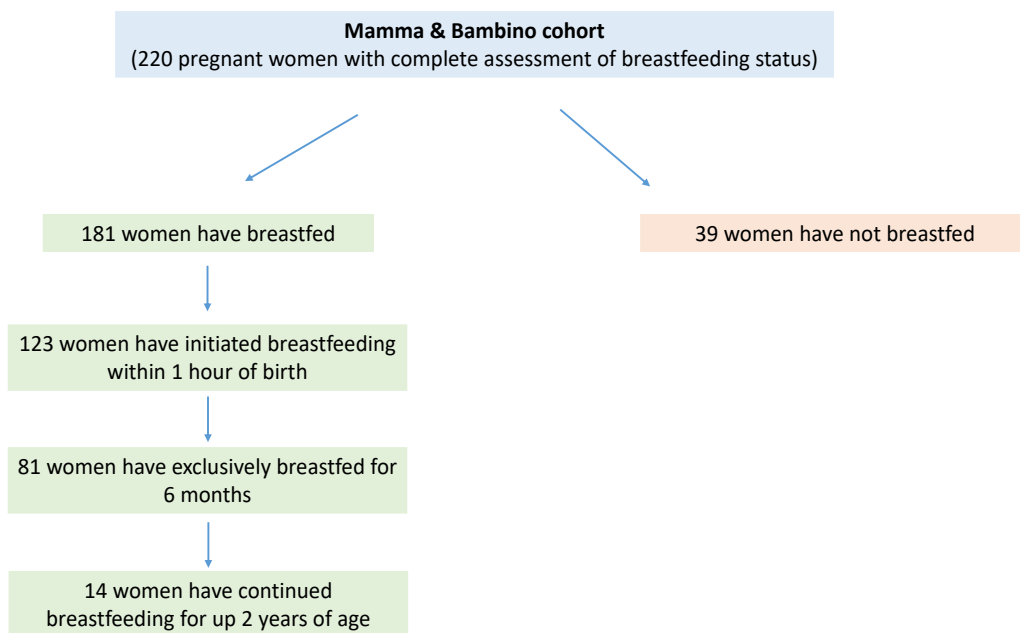 Mamma & Bambino cohort
(220 pregnant women with complete assessment of breastfeeding status)
181 women have breastfed
39 women have not breastfed
123 women have initiated breastfeeding
within 1 hour of birth
81 women have exclusively breastfed for
6 months
14 women have continued
breastfeeding for up 2 years of age